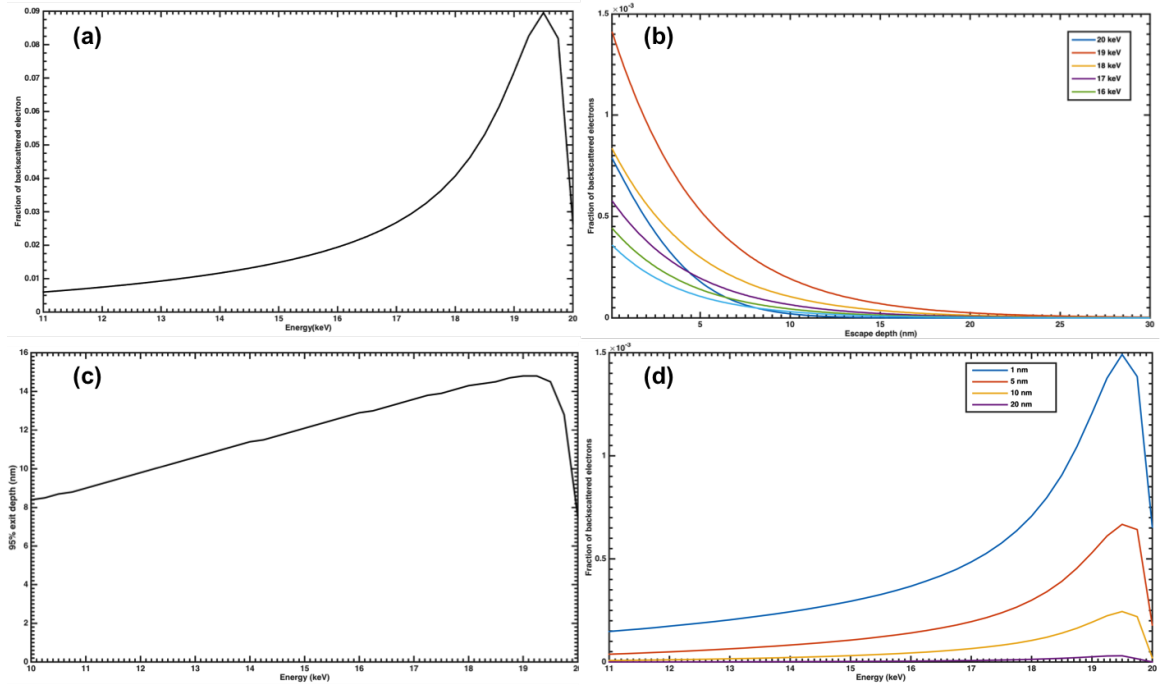 (a)
Fraction of backscattered electron
0.09
0.08
0.07
0.06
0.05
0.04
0.03
0.02
0.01
0
11 12 13 14 15 16 17 18 19 20
Energy(keV)
(b)
×10⁻³
Fraction of backscattered electrons
1.5
1
0.5
0
5 10 15 20 25 30
Escape depth (nm)
20 keV
19 keV
18 keV
17 keV
16 keV
(c)
95% exit depth (nm)
16
14
12
10
8
6
4
2
0
10 11 12 13 14 15 16 17 18 19 2
Energy (keV)
(d)
×10⁻³
Fraction of backscattered electrons
1.5
1
0.5
0
11 12 13 14 15 16 17 18 19 20
Energy (keV)
1 nm
5 nm
10 nm
20 nm